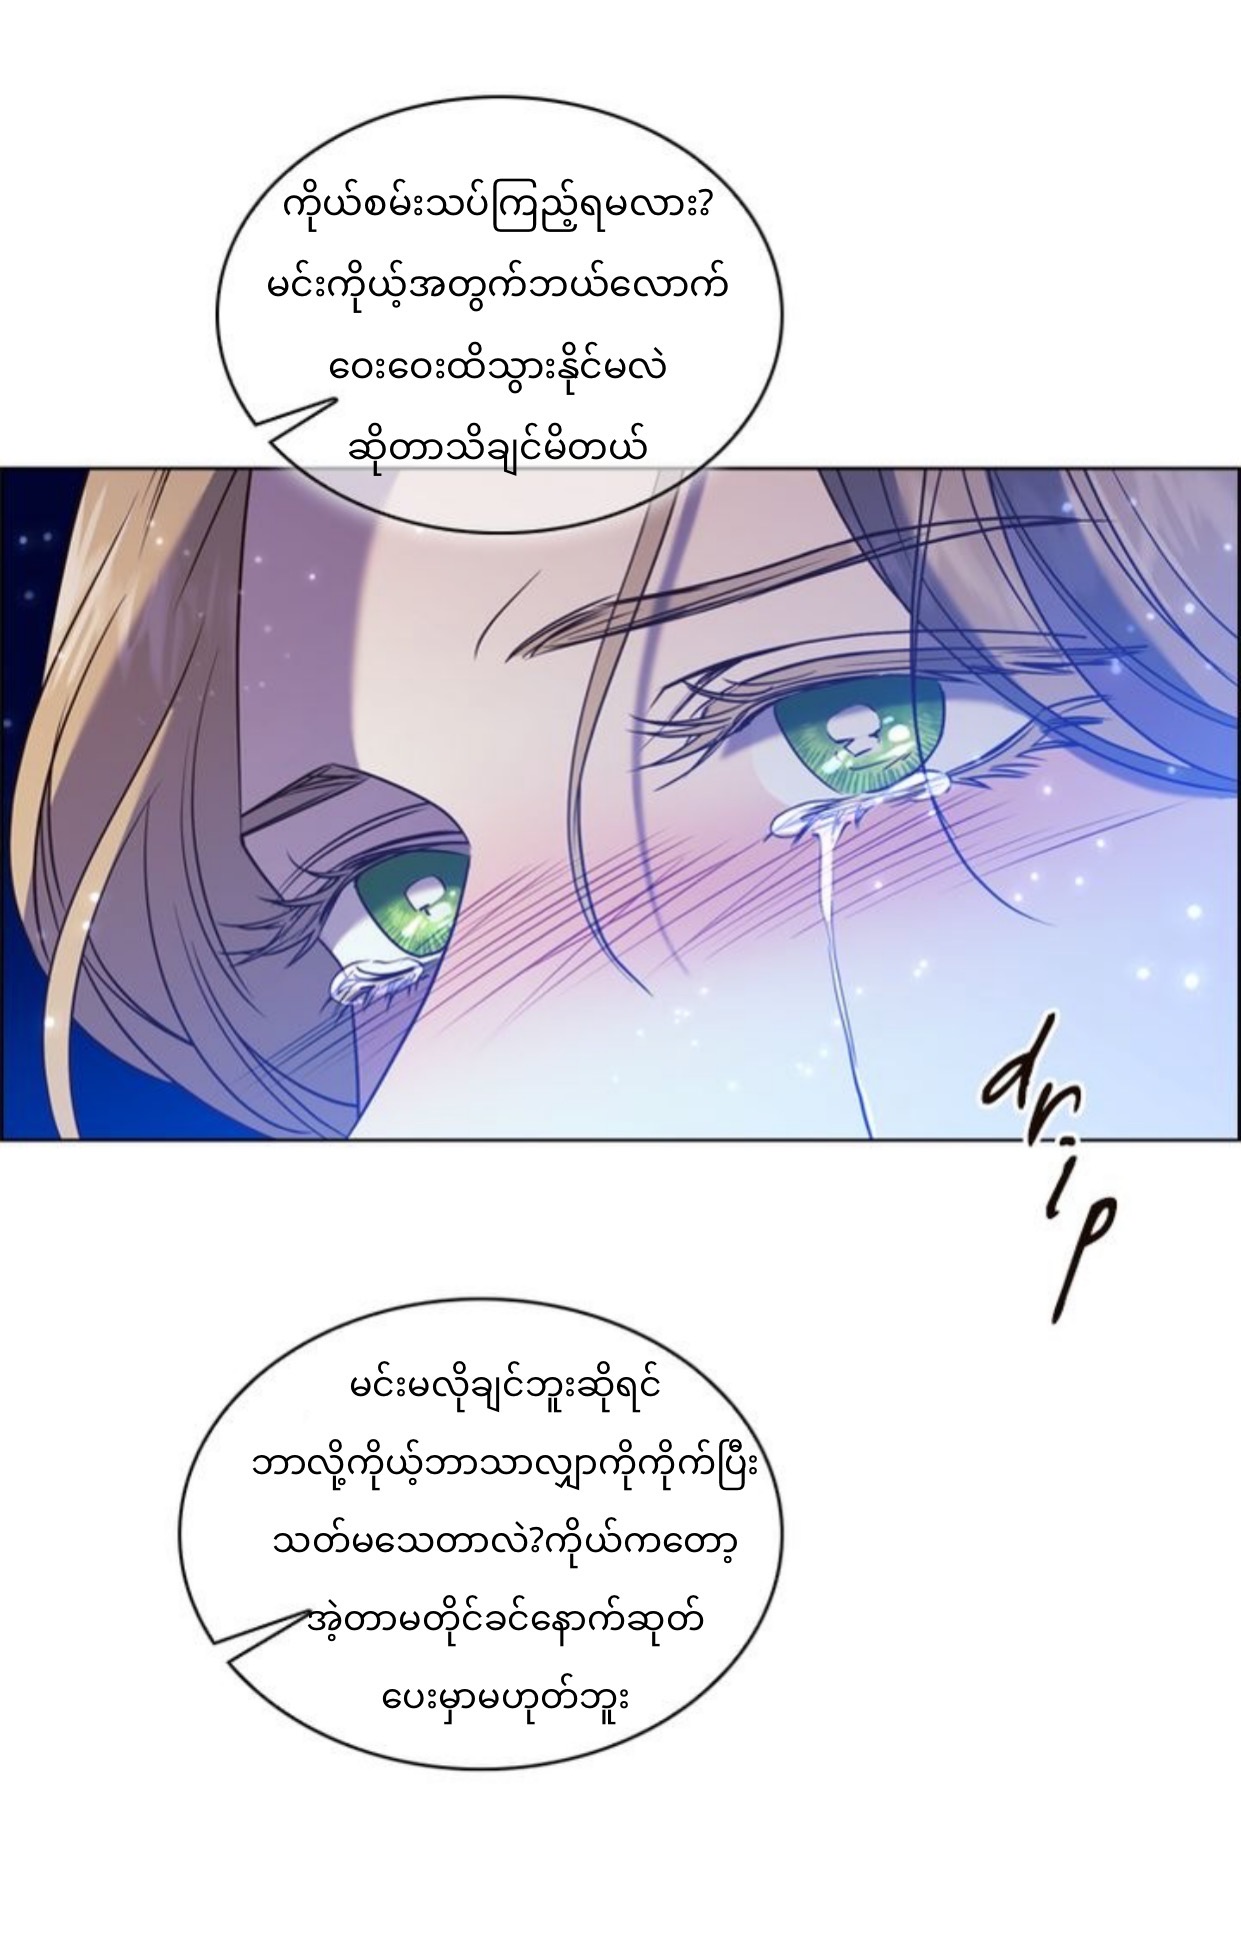 ကိုယ်စမ်းသပ်ကြည့်ရမလား?
မင်းကိုယ့်အတွက်ဘယ်လောက်
ဝေးဝေးထိသွားနိုင်မလဲ
ဆိုတာသိချင်မိတယ်
drip
မင်းမလိုချင်ဘူးဆိုရင်
ဘာလို့ကိုယ့်ဘာသာလျှာကိုကိုက်ပြီး
သတ်မသေတာလဲ?ကိုယ်ကတော့
အဲ့တာမတိုင်ခင်နောက်ဆုတ်
ပေးမှာမဟုတ်ဘူး